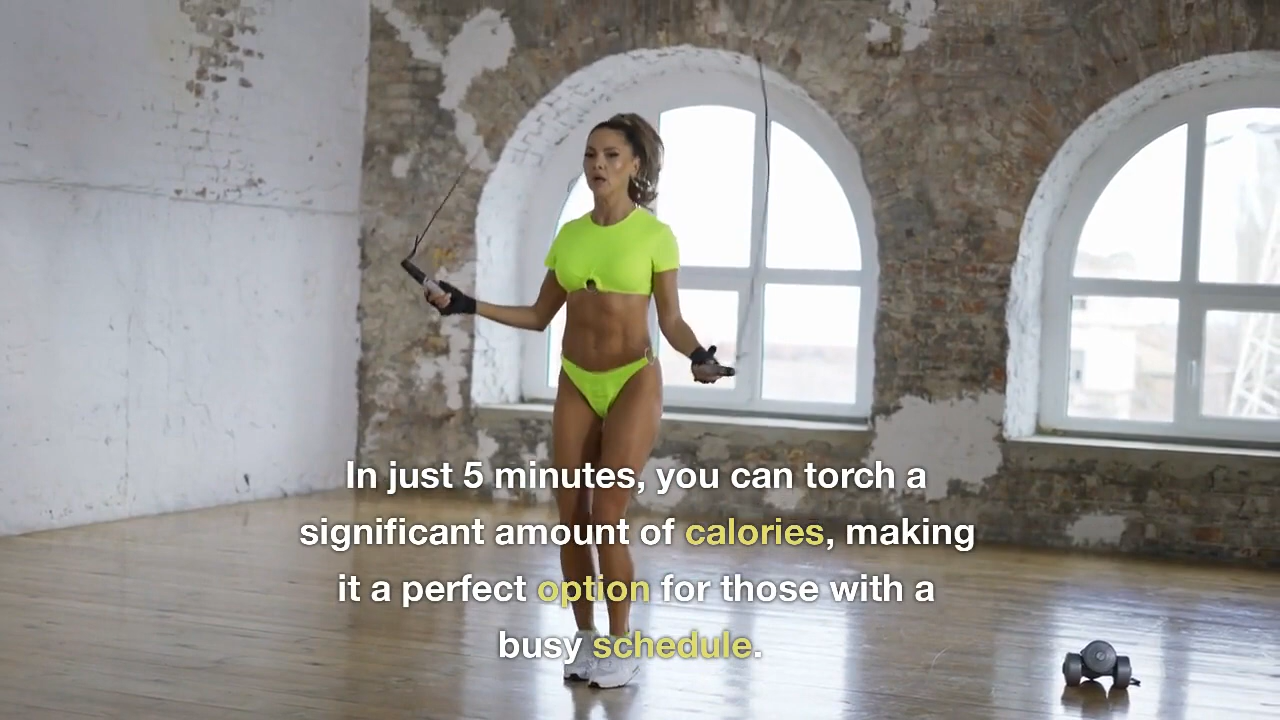 In just 5 minutes, you can torch a
significant amount of calories, making
it a perfect option for those with a
busy schedule.